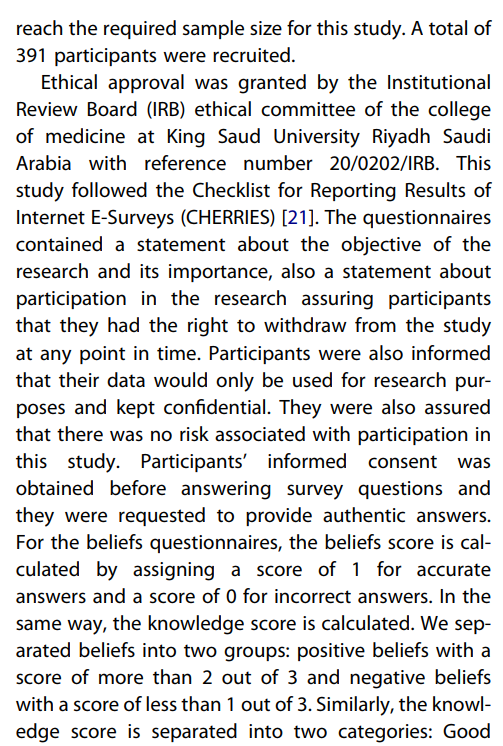 reach the required sample size for this study. A total of
391 participants were recruited.
Ethical approval was granted by the Institutional
Review Board (IRB) ethical committee of the college
of medicine at King Saud University Riyadh Saudi
Arabia with reference number 20/0202/IRB. This
study followed the Checklist for Reporting Results of
Internet E-Surveys (CHERRIES) [21]. The questionnaires
contained a statement about the objective of the
research and its importance, also a statement about
participation in the research assuring participants
that they had the right to withdraw from the study
at any point in time. Participants were also informed
that their data would only be used for research pur-
poses and kept confidential. They were also assured
that there was no risk associated with participation in
this study. Participants’ informed consent was
obtained before answering survey questions and
they were requested to provide authentic answers.
For the beliefs questionnaires, the beliefs score is cal-
culated by assigning a score of 1 for accurate
answers and a score of 0 for incorrect answers. In the
same way, the knowledge score is calculated. We sep-
arated beliefs into two groups: positive beliefs with a
score of more than 2 out of 3 and negative beliefs
with a score of less than 1 out of 3. Similarly, the knowl-
edge score is separated into two categories: Good